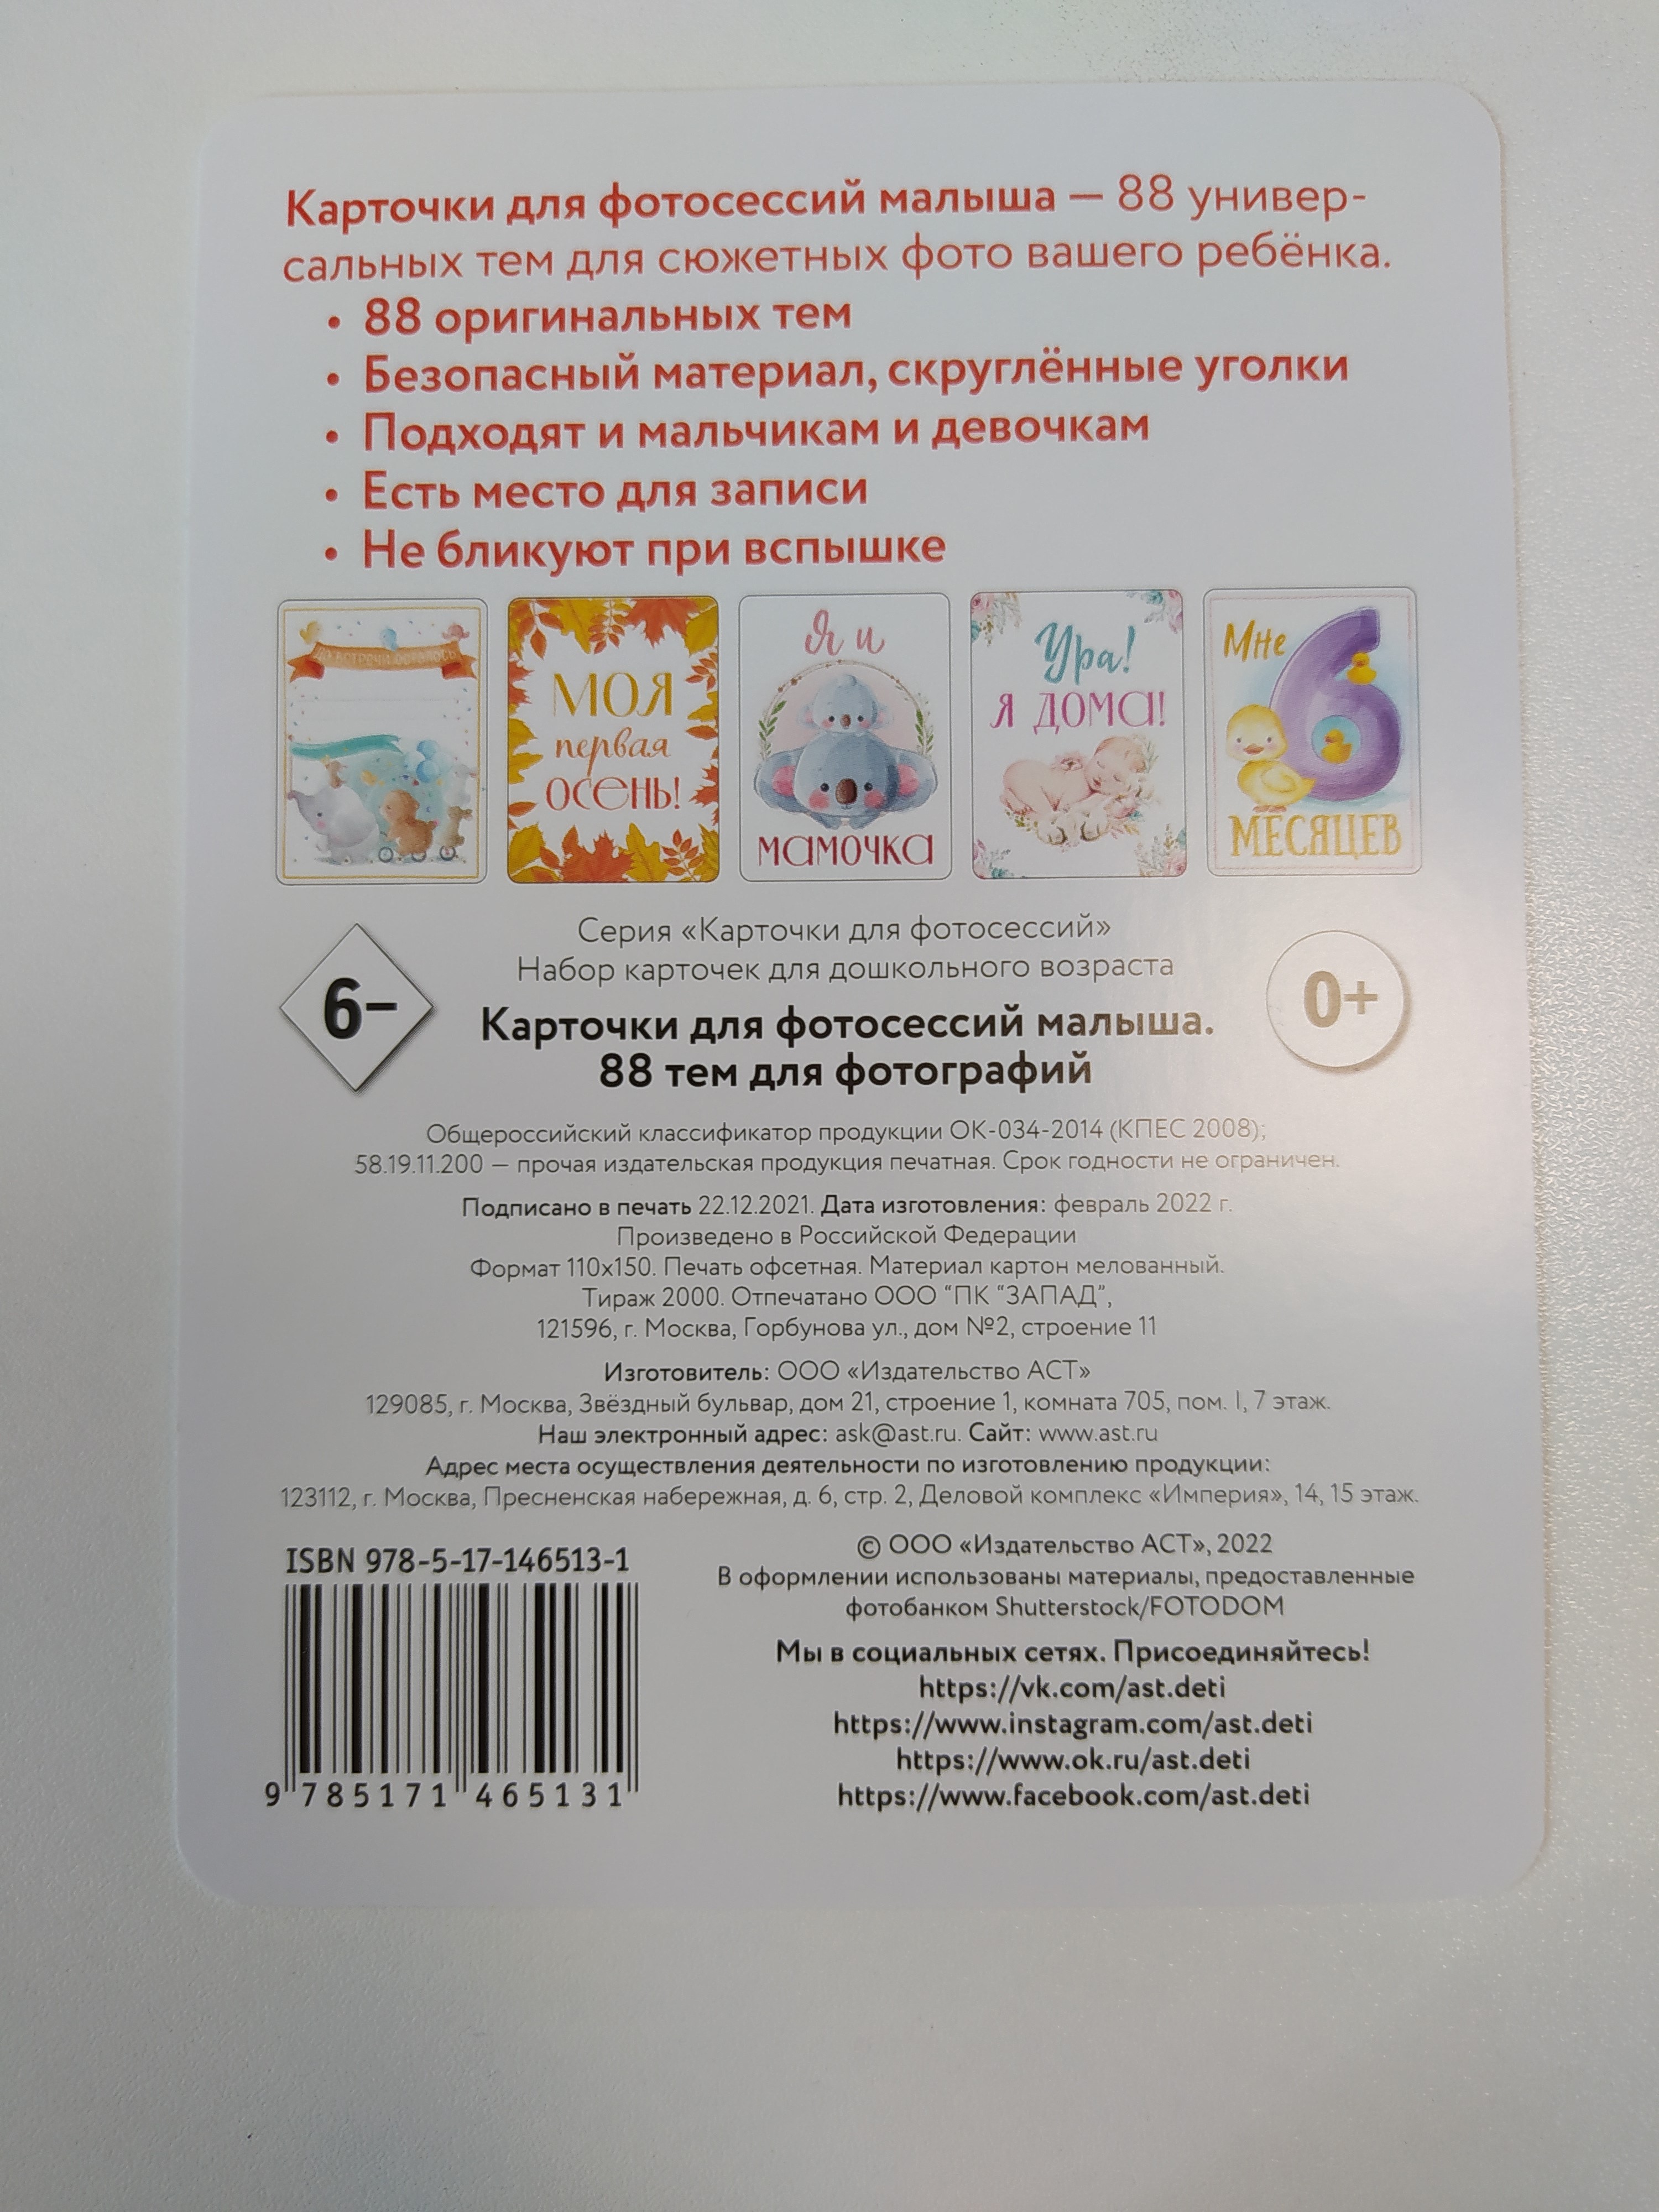 Карточки для фотосессий малыша — 88 универ-
сальных тем для сюжетных фото вашего ребёнка.
• 88 оригинальных тем
• Безопасный материал, скруглённые уголки
• Подходят и мальчикам и девочкам
• Есть место для записи
• Не бликуют при вспышке
ДО ВСТРЕЧИ ОСТАЛОСЬ
МОЯ
первая
ОСЕНЬ!
Я и
МАМОЧКА
Ура!
Я ДОМА!
Мне
6
МЕСЯЦЕВ
Серия «Карточки для фотосессий»
Набор карточек для дошкольного возраста
6–
0+
Карточки для фотосессий малыша.
88 тем для фотографий
Общероссийский классификатор продукции ОК-034-2014 (КПЕС 2008);
58.19.11.200 — прочая издательская продукция печатная. Срок годности не ограничен.
Подписано в печать 22.12.2021. Дата изготовления: февраль 2022 г.
Произведено в Российской Федерации
Формат 110х150. Печать офсетная. Материал картон мелованный.
Тираж 2000. Отпечатано ООО “ПК “ЗАПАД”,
121596, г. Москва, Горбунова ул., дом №2, строение 11
Изготовитель: ООО «Издательство АСТ»
129085, г. Москва, Звёздный бульвар, дом 21, строение 1, комната 705, пом. I, 7 этаж.
Наш электронный адрес: ask@ast.ru. Сайт: www.ast.ru
Адрес места осуществления деятельности по изготовлению продукции:
123112, г. Москва, Пресненская набережная, д. 6, стр. 2, Деловой комплекс «Империя», 14, 15 этаж.
ISBN 978-5-17-146513-1
9 785171 465131
© ООО «Издательство АСТ», 2022
В оформлении использованы материалы, предоставленные
фотобанком Shutterstock/FOTODOM
Мы в социальных сетях. Присоединяйтесь!
https://vk.com/ast.deti
https://www.instagram.com/ast.deti
https://www.ok.ru/ast.deti
https://www.facebook.com/ast.deti